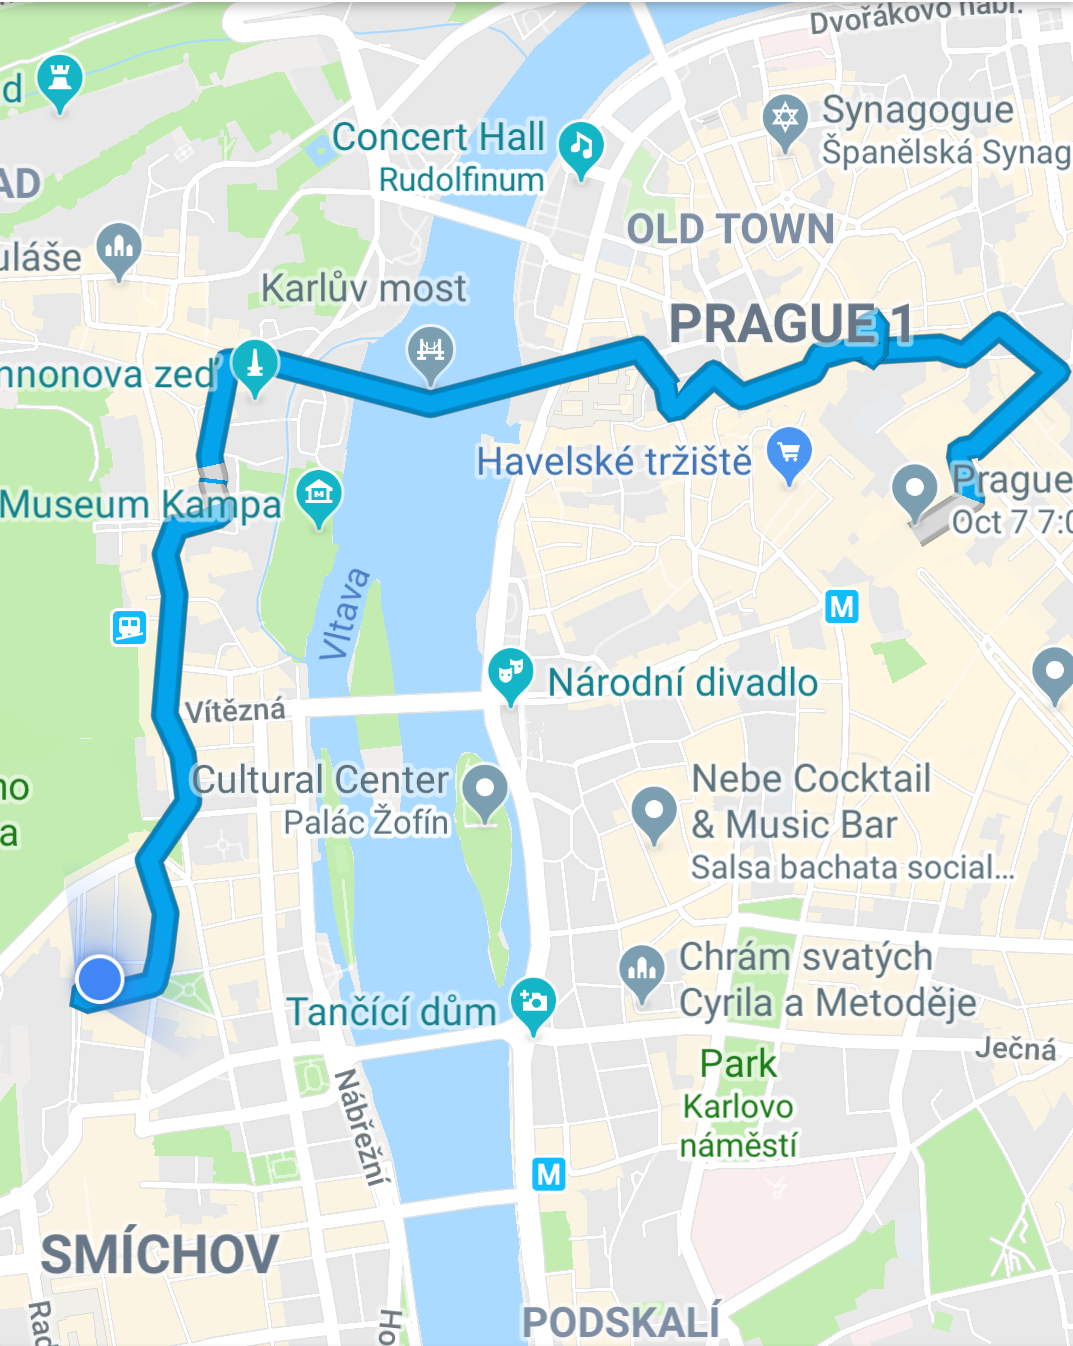 Dvořákovo nábř.
d
Synagogue
Španělská Synag
Concert Hall
Rudolfinum
AD
OLD TOWN
uláše
Karlův most
PRAGUE 1
nnonova zeď
Havelské tržiště
Prague
Oct 7 7:0
Museum Kampa
M
Vltava
Národní divadlo
Vítězná
no
a
Cultural Center
Palác Žofín
Nebe Cocktail
& Music Bar
Salsa bachata social...
Chrám svatých
Cyrila a Metoděje
Tančící dům
Ječná
Park
Karlovo
náměstí
Nábřežní
M
SMÍCHOV
Rad
Ho
PODSKALÍ